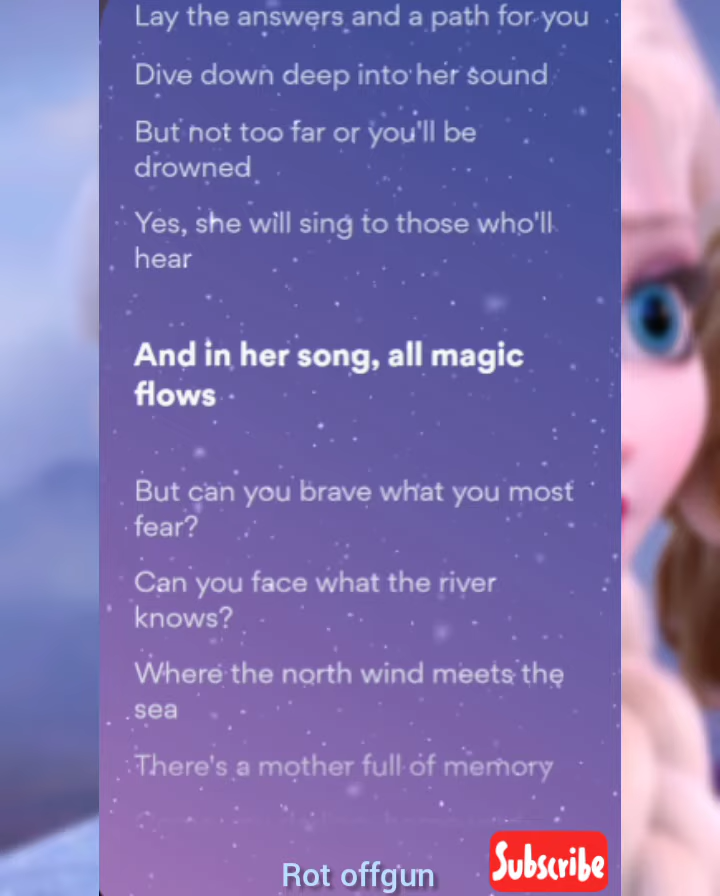 Lay the answers and a path for you
Dive down deep into her sound
But not too far or you'll be
drowned
Yes, she will sing to those who'll
hear
And in her song, all magic
flows
But can you brave what you most
fear?
Can you face what the river
knows?
Where the north wind meets the
sea
There's a mother full of memory
Rot offgun
Subscribe